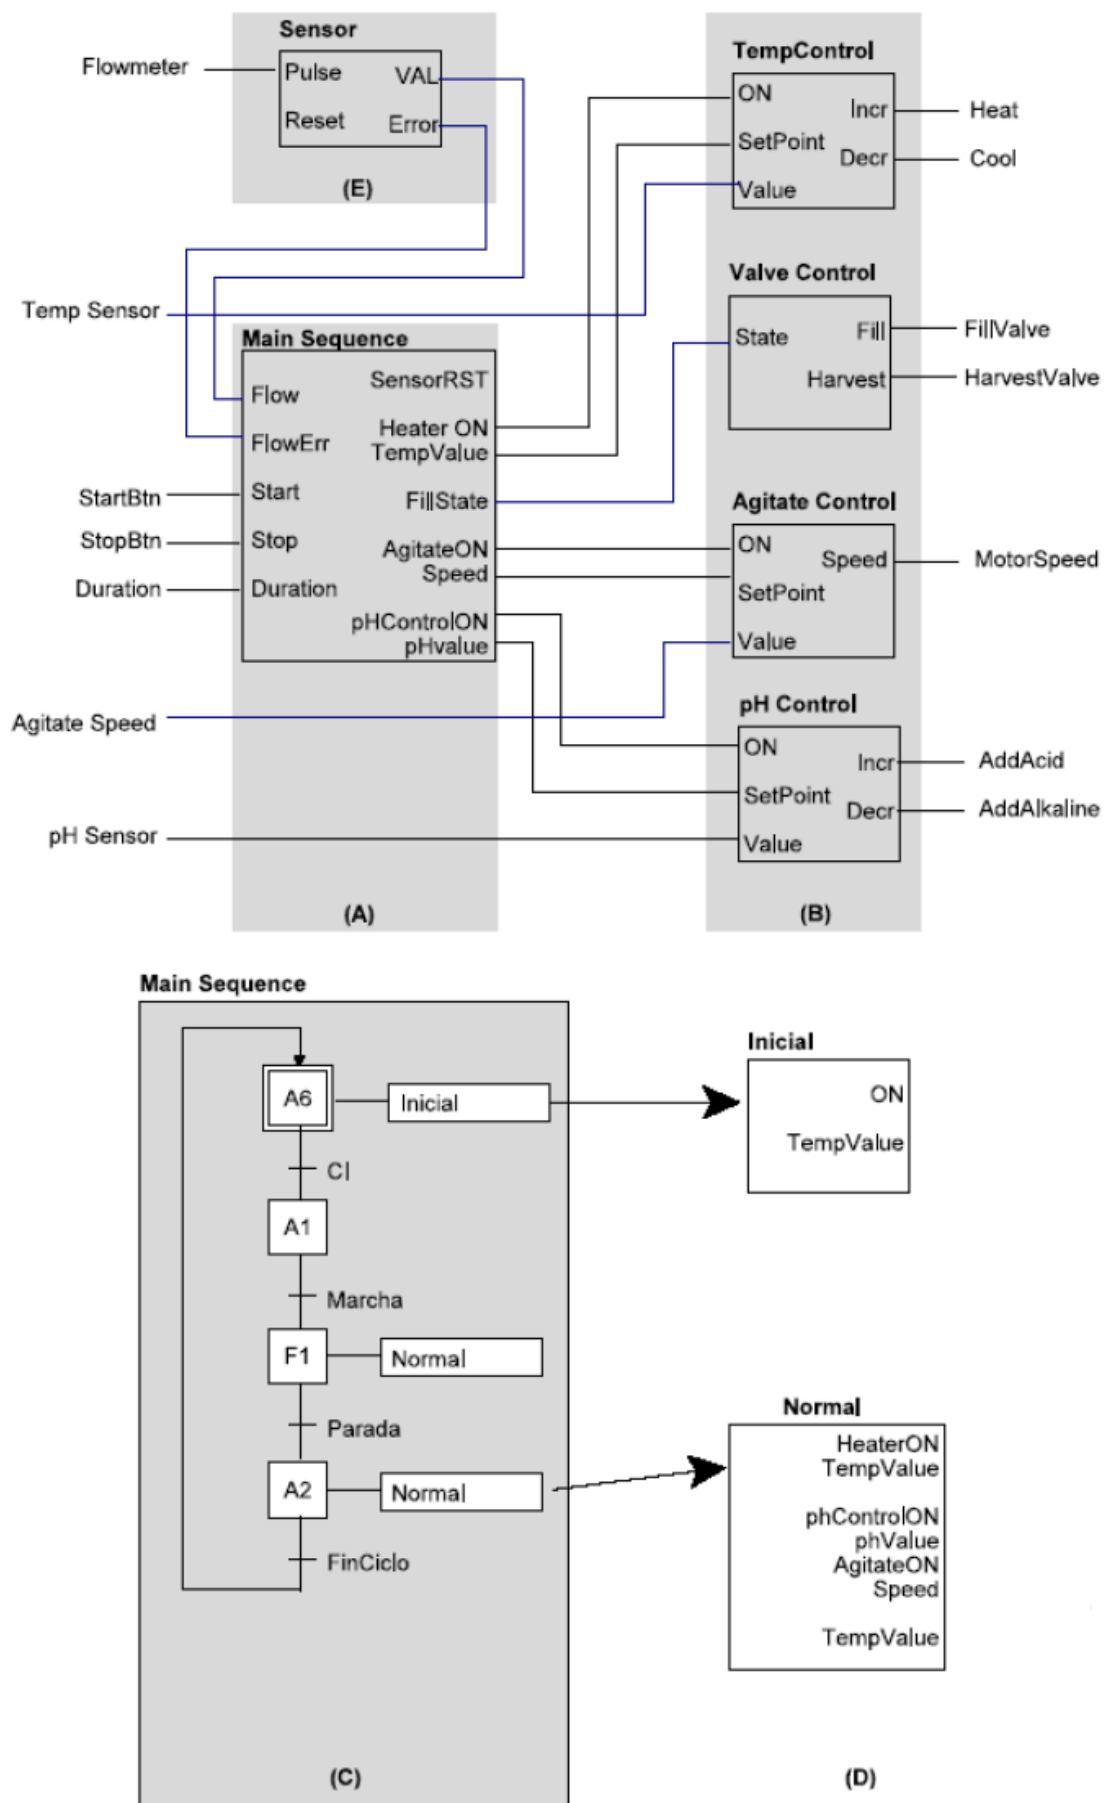 Sensor
Flowmeter
Pulse
VAL
Reset
Error
(E)
TempControl
ON
Incr
Heat
SetPoint
Decr
Cool
Value
Temp Sensor
Valve Control
State
Fill
FillValve
Harvest
HarvestValve
Main Sequence
SensorRST
Flow
Heater ON
FlowErr
TempValue
StartBtn
Start
FillState
StopBtn
Stop
AgitateON
Speed
Duration
Duration
pHControlON
pHvalue
Agitate Control
ON
Speed
MotorSpeed
SetPoint
Value
Agitate Speed
pH Control
ON
Incr
AddAcid
SetPoint
Decr
AddAlkaline
pH Sensor
Value
(A)
(B)
Main Sequence
A6
Inicial
CI
A1
Marcha
F1
Normal
Parada
A2
Normal
FinCiclo
(C)
Inicial
ON
TempValue
Normal
HeaterON
TempValue
phControlON
phValue
AgitateON
Speed
TempValue
(D)